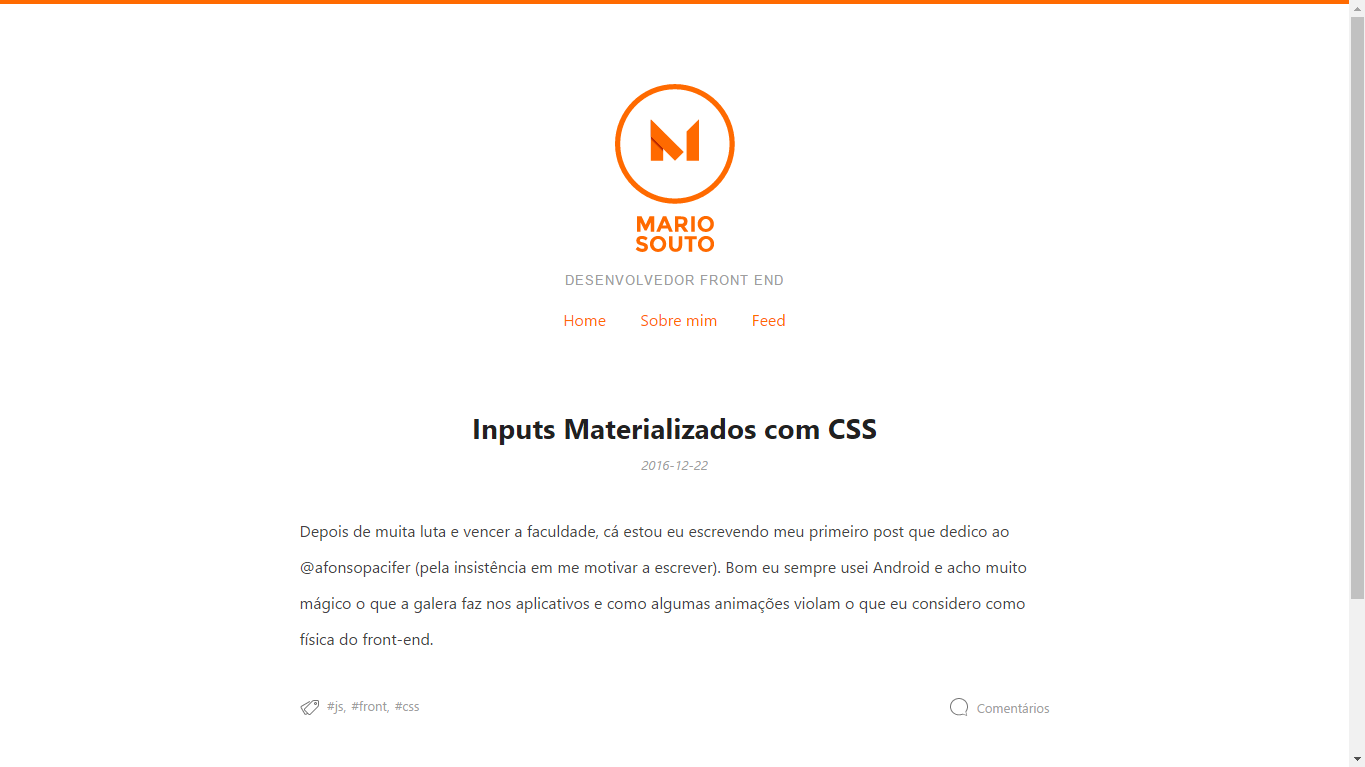 MARIO
SOUTO
DESENVOLVEDOR FRONT END
Home Sobre mim Feed
Inputs Materializados com CSS
2016-12-22
Depois de muita luta e vencer a faculdade, cá estou eu escrevendo meu primeiro post que dedico ao
@afonsopacifer (pela insistência em me motivar a escrever). Bom eu sempre usei Android e acho muito
mágico o que a galera faz nos aplicativos e como algumas animações violam o que eu considero como
física do front-end.
#js, #front, #css Comentários